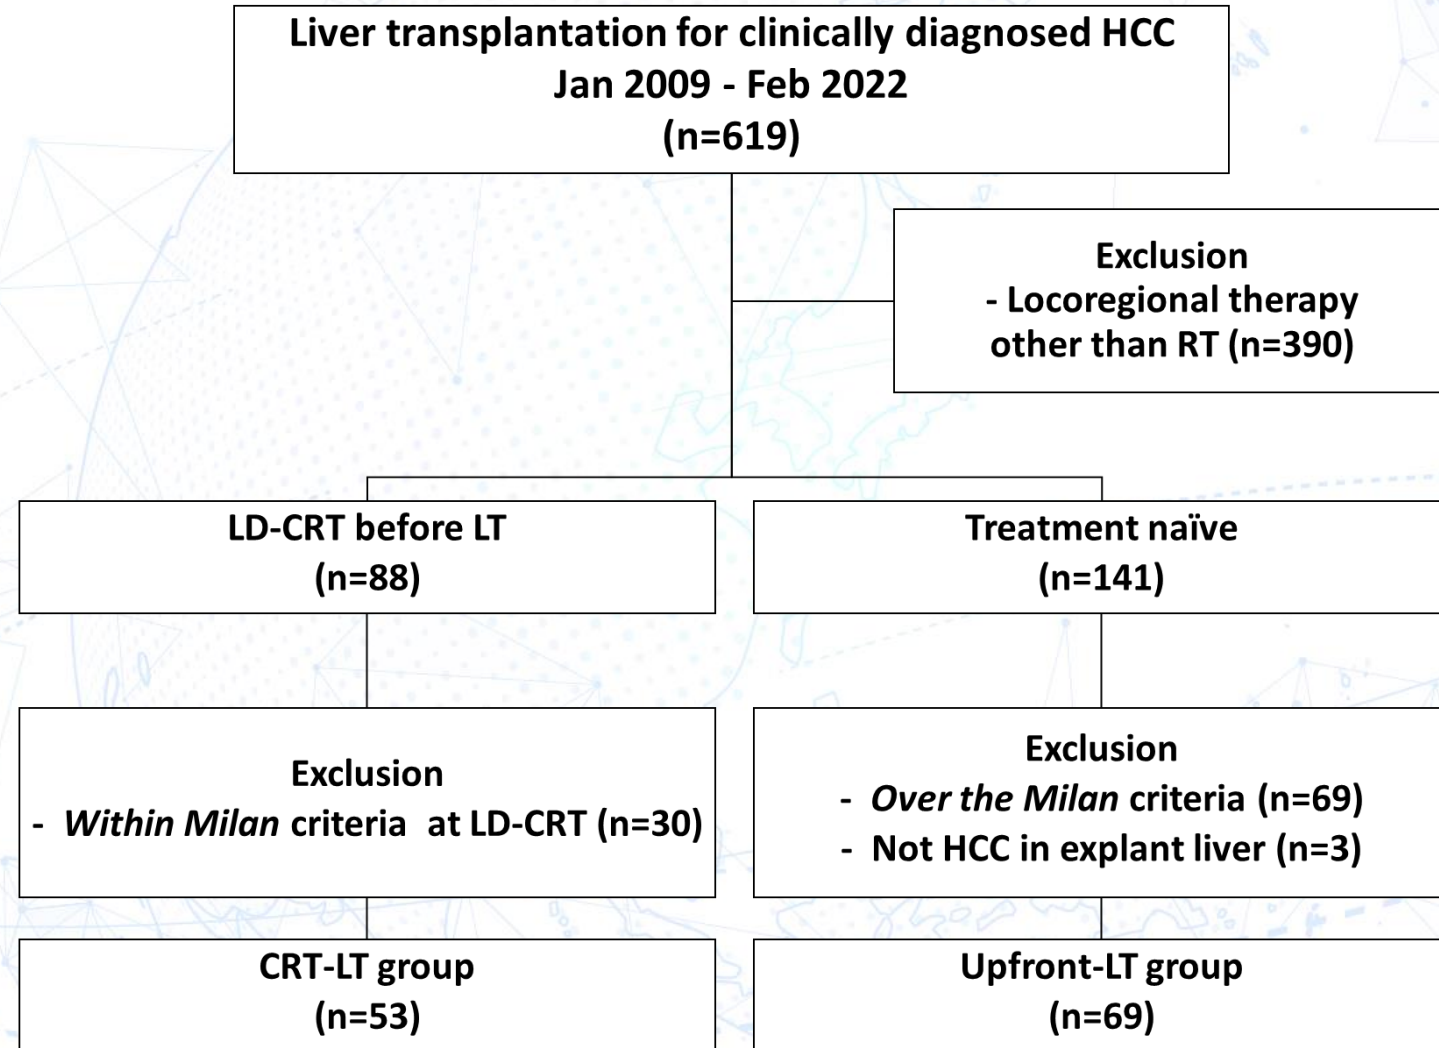 Liver transplantation for clinically diagnosed HCC
Jan 2009 - Feb 2022
(n=619)
Exclusion
- Locoregional therapy
other than RT (n=390)
LD-CRT before LT
(n=88)
Treatment naïve
(n=141)
Exclusion
- Within Milan criteria at LD-CRT (n=30)
Exclusion
- Over the Milan criteria (n=69)
- Not HCC in explant liver (n=3)
CRT-LT group
(n=53)
Upfront-LT group
(n=69)